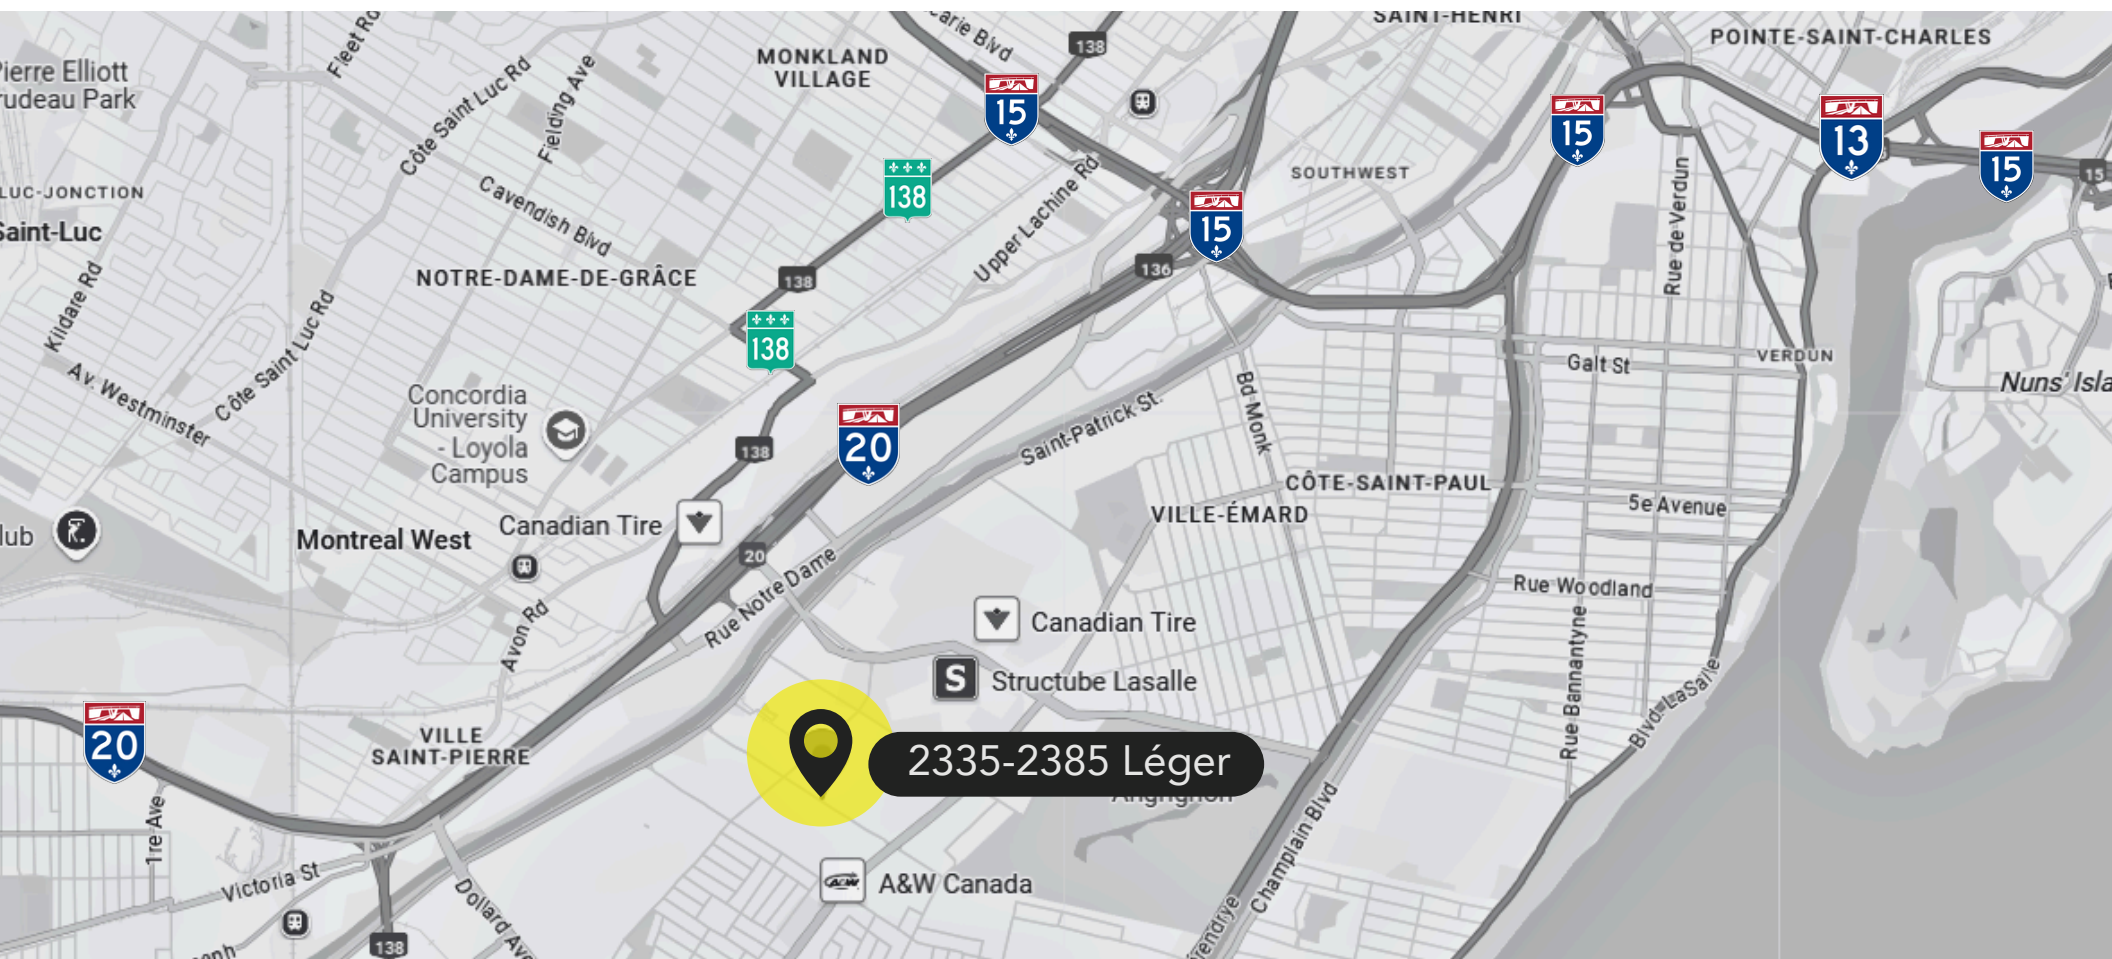 Fleet Rd
carie Blvd
138
SAINT-HENRI
POINTE-SAINT-CHARLES
MONKLAND
VILLAGE
Pierre Elliott
rudeau Park
Côte Saint Luc Rd
Fielding Ave
15
15
13
15
15
138
Upper Lachine Rd
SOUTHWEST
Rue de Verdun
LUC-JONCTION
Saint-Luc
Cavendish Blvd
15
136
NOTRE-DAME-DE-GRÂCE
138
Kildare Rd
Côte Saint Luc Rd
138
Galt St
VERDUN
Nuns' Isla
Av. Westminster
Concordia
University
- Loyola
Campus
Saint-Patrick St.
Bd Monk
138
20
CÔTE-SAINT-PAUL
5e Avenue
VILLE-ÉMARD
lub
Montreal West
Canadian Tire
20
Rue Notre Dame
Rue Woodland
Avon Rd
Canadian Tire
Rue Bannantyne
Structube Lasalle
S
Blvd. LaSalle
20
VILLE
SAINT-PIERRE
2335-2385 Léger
Angrignon
1re Ave
Champlain Blvd
Victoria St
A&W
A&W Canada
Dollard Ave
138
eph
rendrye